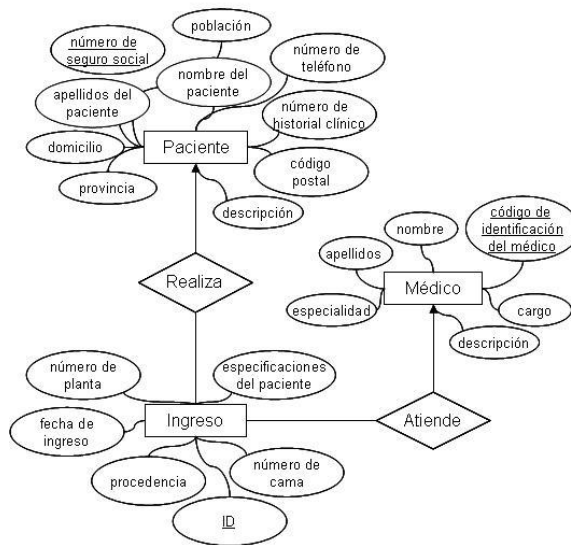 población
número de
seguro social
nombre del
paciente
número de
teléfono
apellidos del
paciente
número de
historial clínico
domicilio
Paciente
código
postal
provincia
descripción
código de
identificación
del médico
nombre
apellidos
Realiza
Médico
especialidad
cargo
descripción
número de
planta
especificaciones
del paciente
fecha de
ingreso
Ingreso
Atiende
procedencia
número de
cama
ID